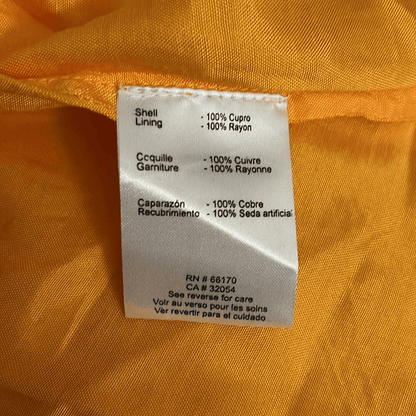 Shell - 100% Cupro
Lining - 100% Rayon
Ccquille - 100% Cuivre
Garniture - 100% Rayonne
Caparazón - 100% Cobre
Recubrimiento - 100% Seda artificial
RN # 66170
CA # 32054
See reverse for care
Voir au verso pour les soins
Ver revertir para el cuidado